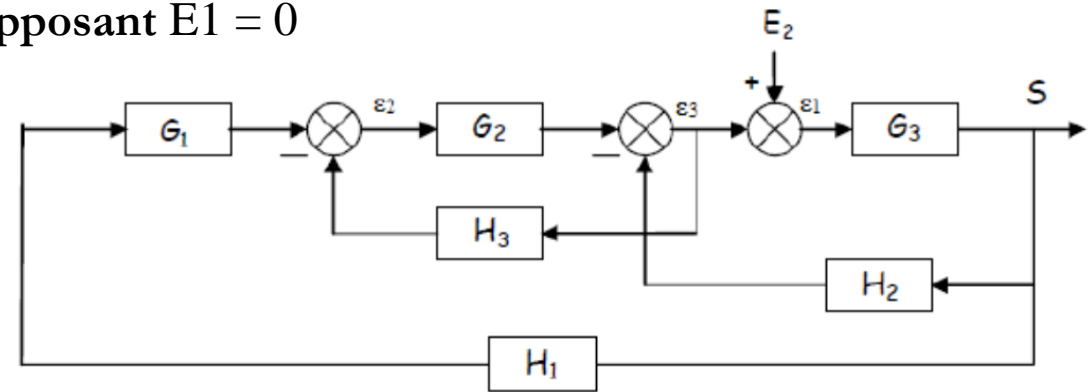 pposant E1 = 0
E₂
+
ε2
ε3
ε1
S
G₁
G₂
G₃
H₃
H₂
H₁